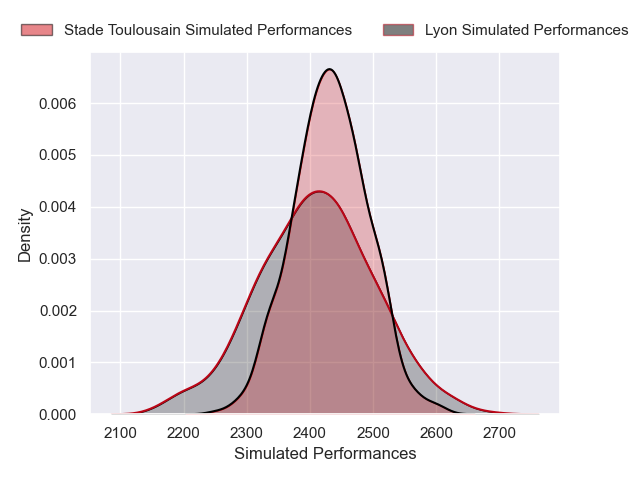 Stade Toulousain Simulated Performances
Lyon Simulated Performances
0.006
0.005
0.004
0.003
0.002
0.001
0.000
Density
2100 2200 2300 2400 2500 2600 2700
Simulated Performances